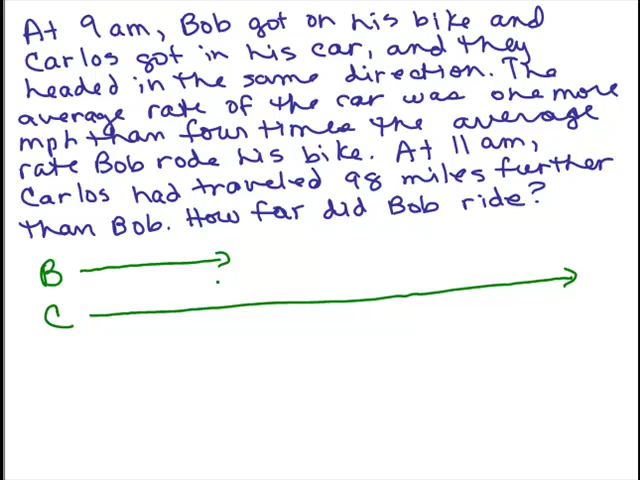 At 9 am, Bob got on his bike and
Carlos got in his car, and they
headed in the same direction. The
average rate of the car was one more
mph than four times the average
rate Bob rode his bike. At 11 am,
Carlos had traveled 98 miles further
than Bob. How far did Bob ride?
B
C